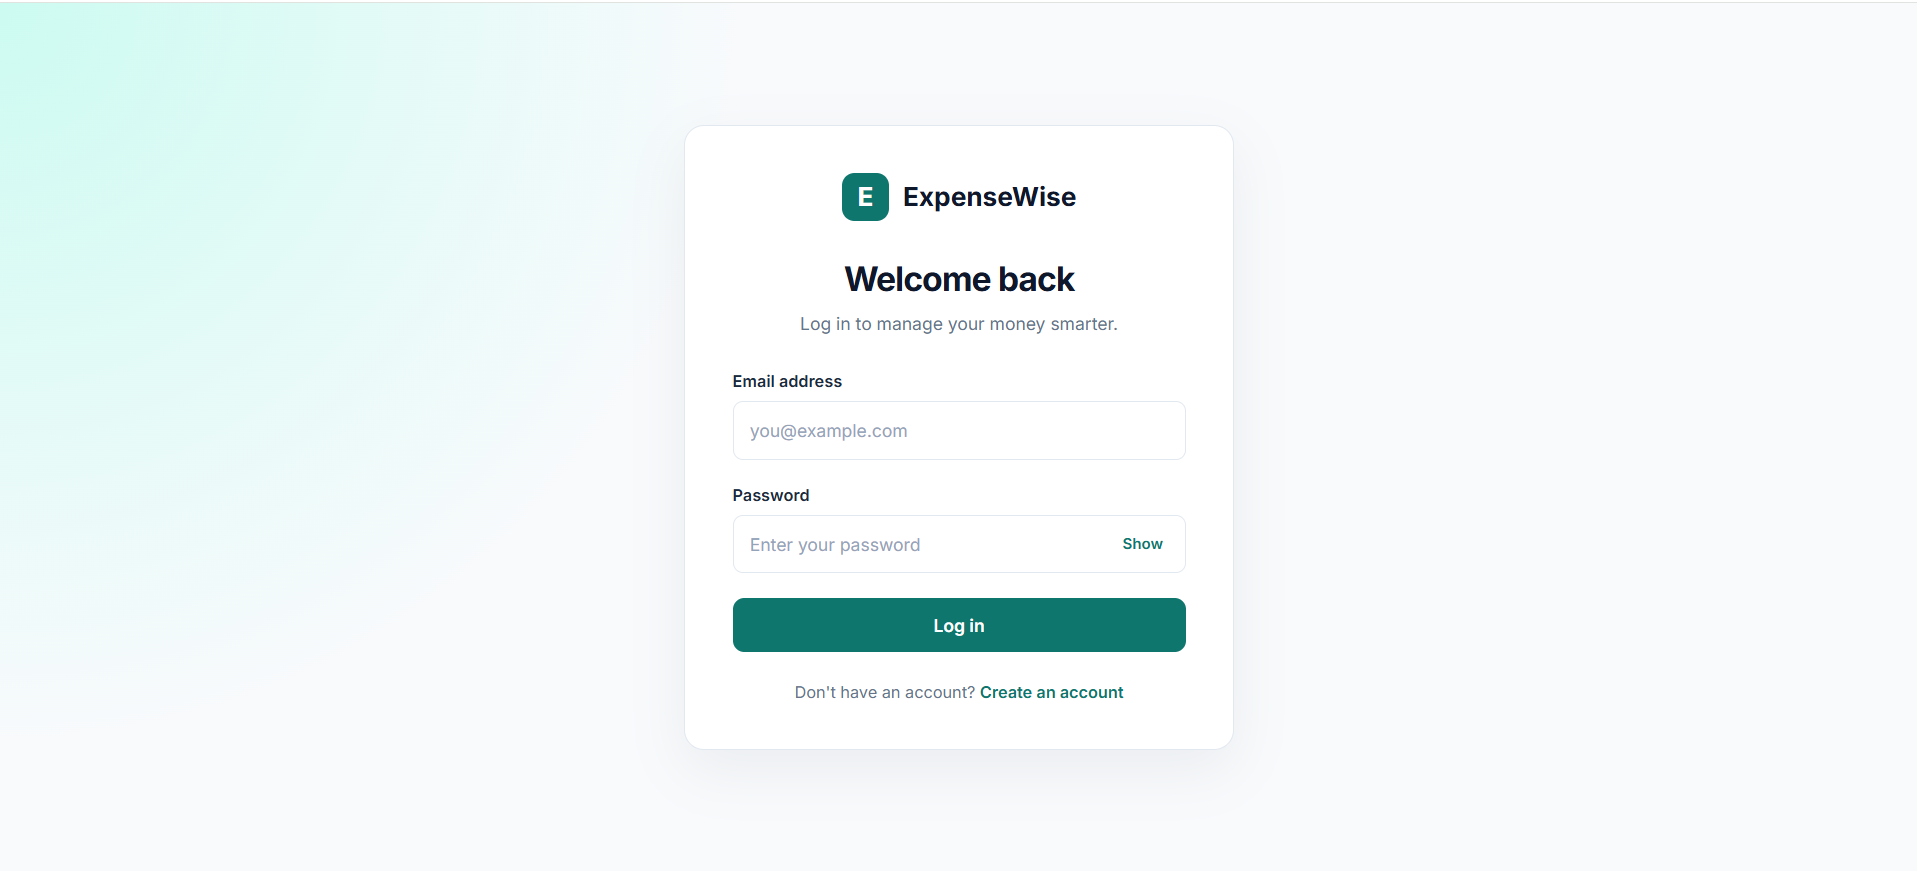 E ExpenseWise
Welcome back
Log in to manage your money smarter.
Email address
you@example.com
Password
Enter your password Show
Log in
Don't have an account? Create an account